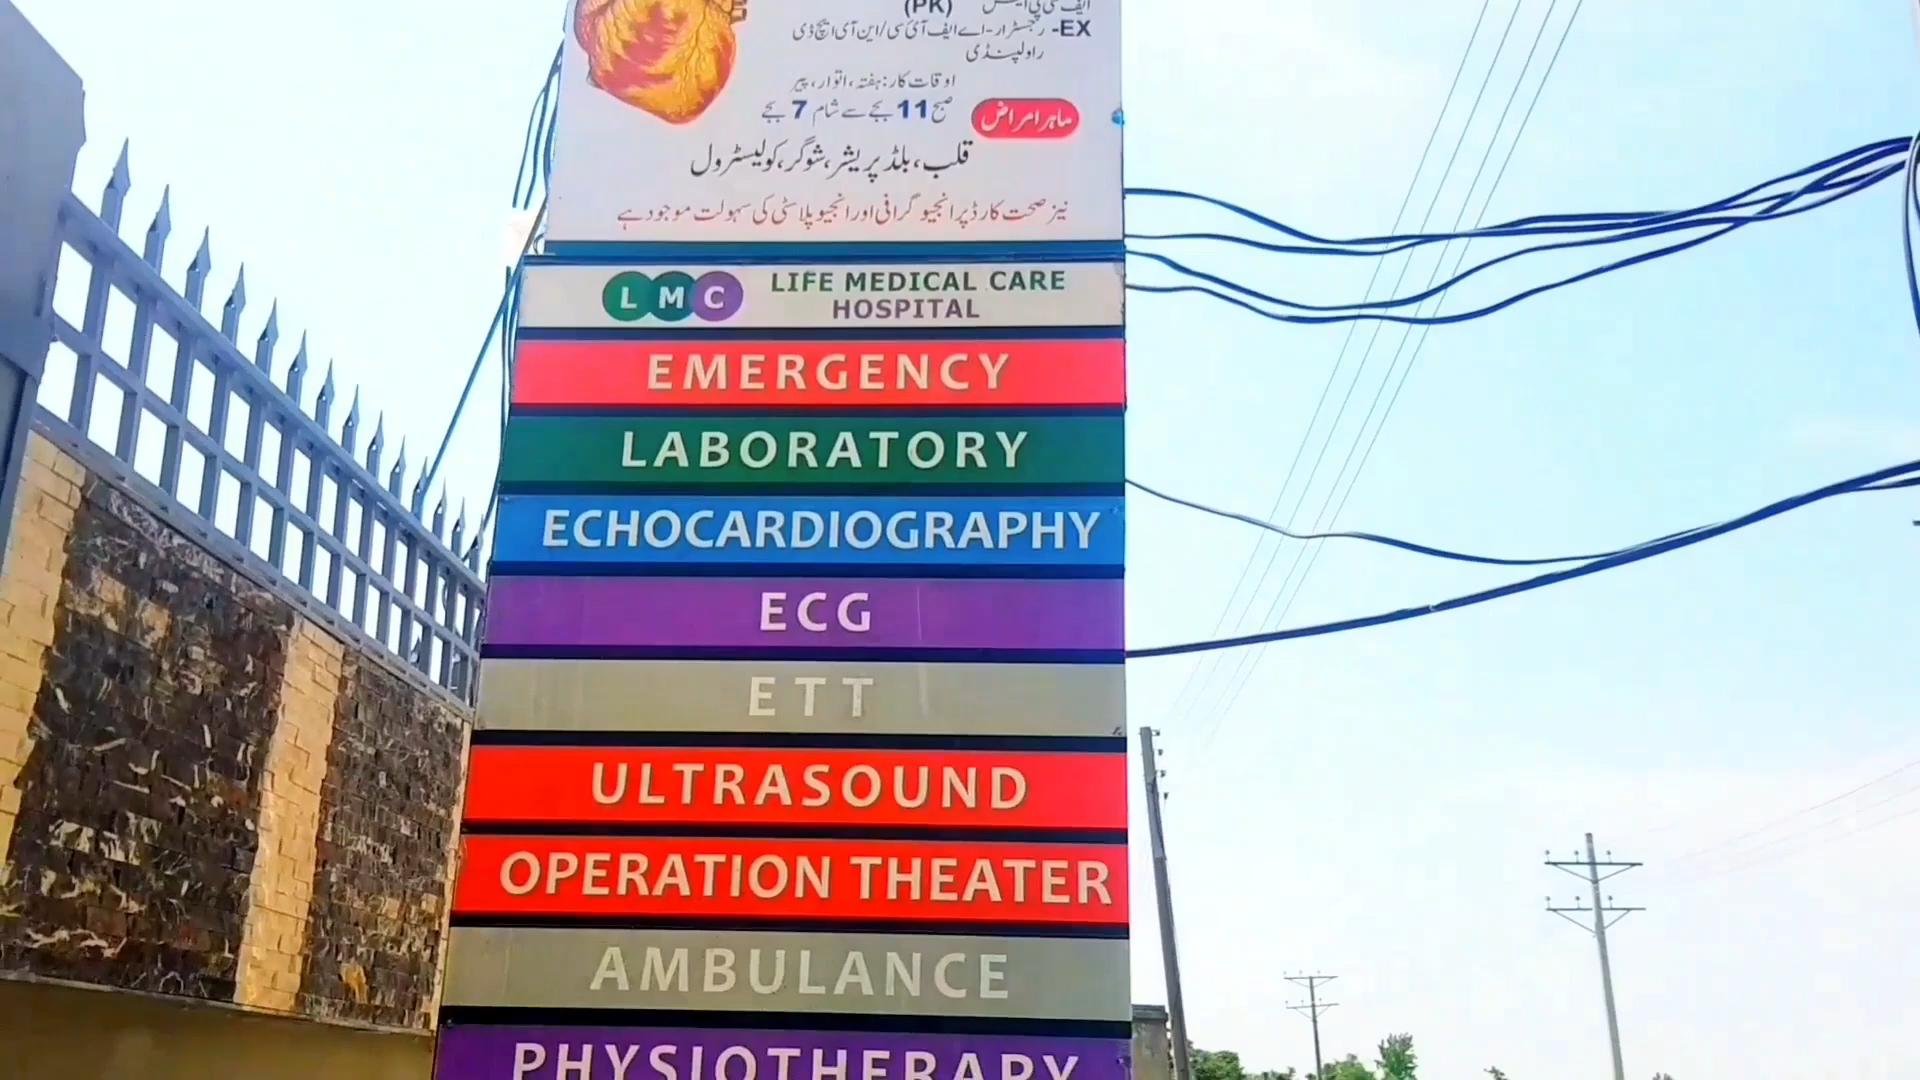 ایف سی پی ایس (PK)
EX- رجسٹرار-اے ایف آئی سی/این آئی ایچ ڈی
راولپنڈی
اوقات کار: ہفتہ، اتوار، پیر
صبح 11 بجے سے شام 7 بجے
ماہر امراض
قلب، بلڈ پریشر، شوگر، کولیسٹرول
نیز صحت کارڈ پر انجیو گرافی اور انجیو پلاسٹی کی سہولت موجود ہے
LMC LIFE MEDICAL CARE
HOSPITAL
EMERGENCY
LABORATORY
ECHOCARDIOGRAPHY
ECG
ETT
ULTRASOUND
OPERATION THEATER
AMBULANCE
PHYSIOTHERAPY